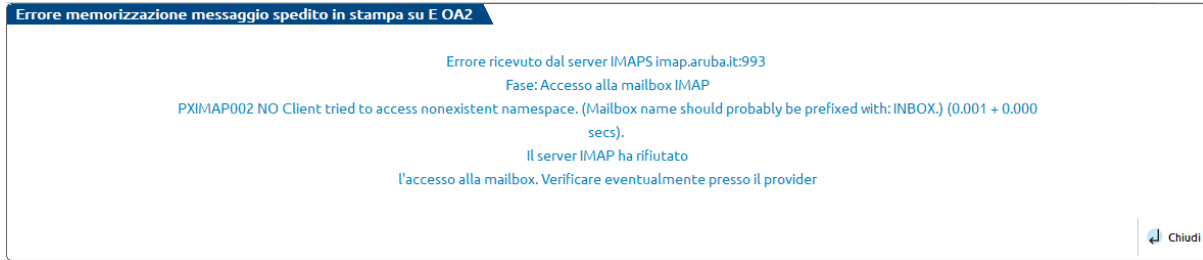 Errore memorizzazione messaggio spedito in stampa su E OA2
Errore ricevuto dal server IMAPS imap.aruba.it:993
Fase: Accesso alla mailbox IMAP
PXIMAP002 NO Client tried to access nonexistent namespace. (Mailbox name should probably be prefixed with: INBOX.) (0.001 + 0.000
secs).
Il server IMAP ha rifiutato
l'accesso alla mailbox. Verificare eventualmente presso il provider
Chiudi